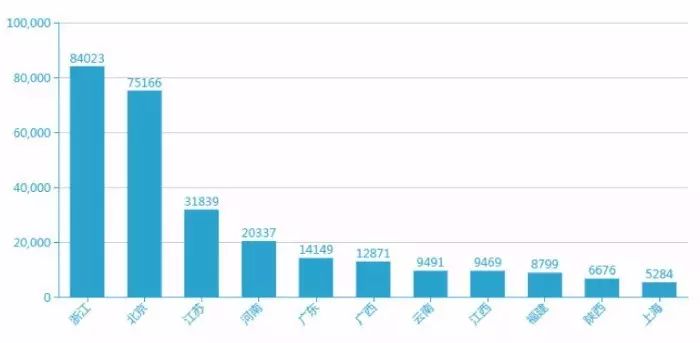 100,000
80,000
60,000
40,000
20,000
0
84023
75166
31839
20337
14149
12871
9491
9469
8799
6676
5284
浙江
北京
江苏
河南
广东
广西
云南
江西
福建
陕西
上海